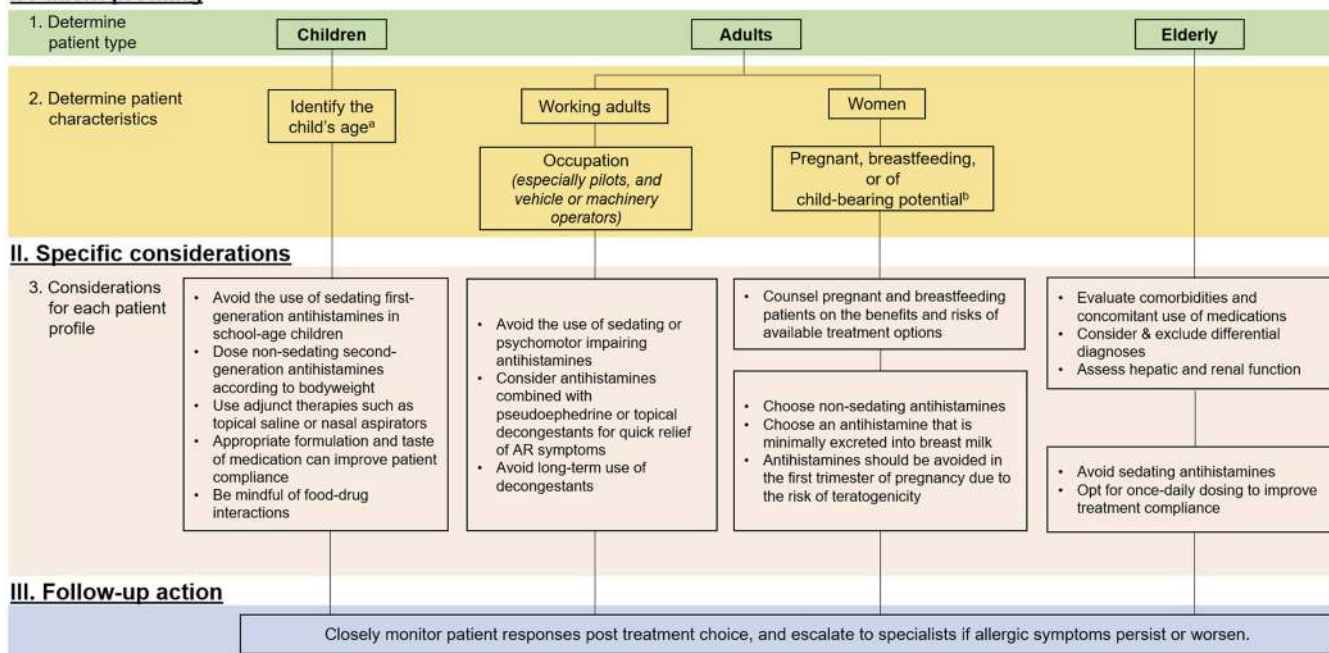 1. Determine
patient type
Children
Adults
Elderly
2. Determine patient
characteristics
Identify the
child's ageᵃ
Working adults
Women
Occupation
(especially pilots, and
vehicle or machinery
operators)
Pregnant, breastfeeding,
or of
child-bearing potentialᵇ
II. Specific considerations
3. Considerations
for each patient
profile
• Avoid the use of sedating first-
generation antihistamines in
school-age children
• Dose non-sedating second-
generation antihistamines
according to bodyweight
• Use adjunct therapies such as
topical saline or nasal aspirators
• Appropriate formulation and taste
of medication can improve patient
compliance
• Be mindful of food-drug
interactions
• Avoid the use of sedating or
psychomotor impairing
antihistamines
• Consider antihistamines
combined with
pseudoephedrine or topical
decongestants for quick relief
of AR symptoms
• Avoid long-term use of
decongestants
• Counsel pregnant and breastfeeding
patients on the benefits and risks of
available treatment options
• Choose non-sedating antihistamines
• Choose an antihistamine that is
minimally excreted into breast milk
• Antihistamines should be avoided in
the first trimester of pregnancy due to
the risk of teratogenicity
• Evaluate comorbidities and
concomitant use of medications
• Consider & exclude differential
diagnoses
• Assess hepatic and renal function
• Avoid sedating antihistamines
• Opt for once-daily dosing to improve
treatment compliance
III. Follow-up action
Closely monitor patient responses post treatment choice, and escalate to specialists if allergic symptoms persist or worsen.